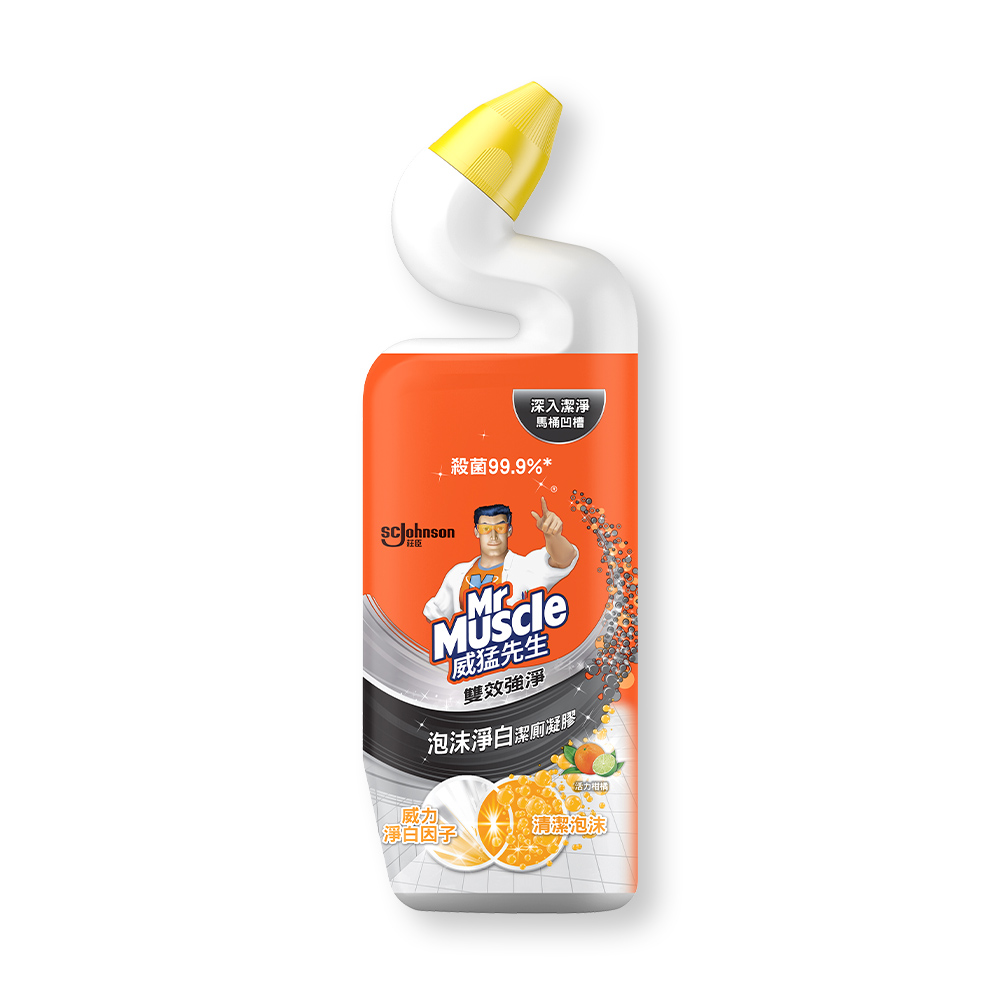 深入潔淨
馬桶凹槽
殺菌99.9%*
®
SCJohnson
莊臣
Mr
Muscle
威猛先生
雙效強淨
泡沫淨白潔廁凝膠
活力柑橘
威力
淨白因子
清潔泡沫